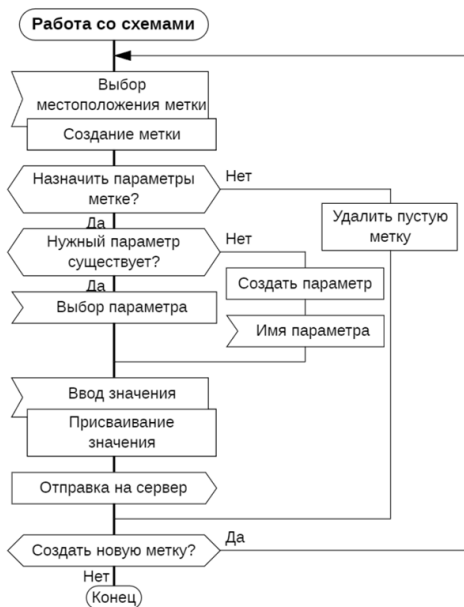 Работа со схемами
Выбор
местоположения метки
Создание метки
Назначить параметры
метке?
Нет
Удалить пустую
метку
Да
Нужный параметр
существует?
Нет
Создать параметр
Имя параметра
Да
Выбор параметра
Ввод значения
Присваивание
значения
Отправка на сервер
Создать новую метку?
Да
Нет
Конец